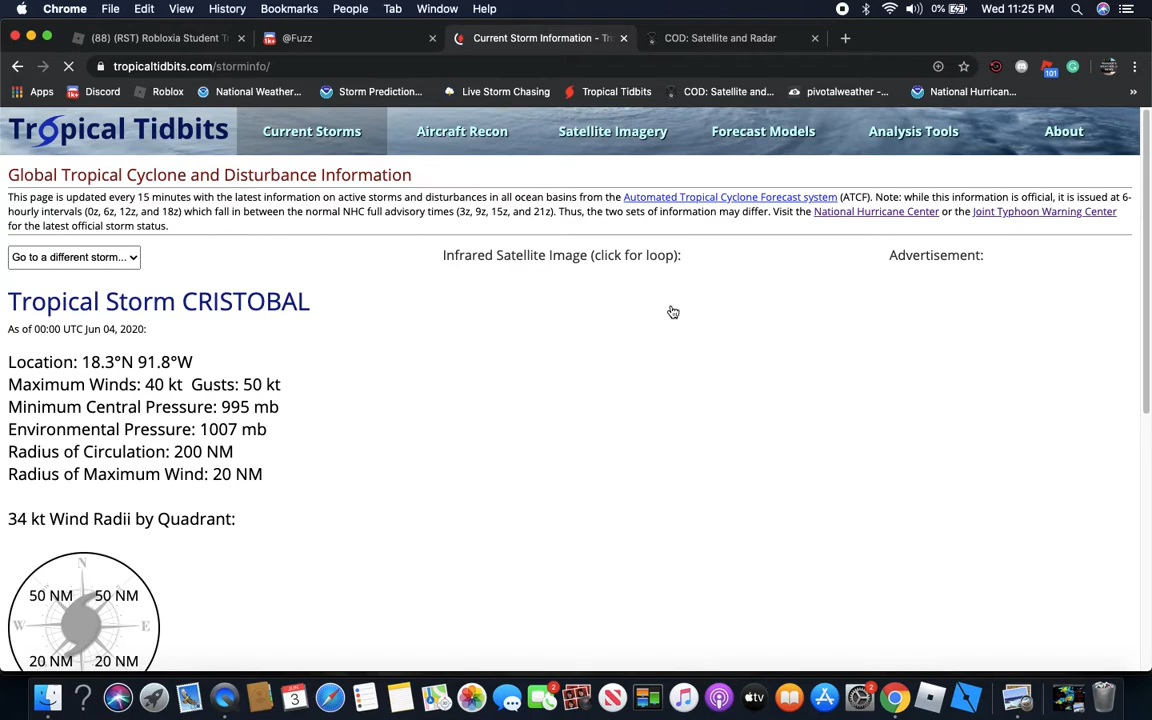 Chrome File Edit View History Bookmarks People Tab Window Help 0% Wed 11:25 PM
(88) (RST) Robloxia Student Tr @Fuzz Current Storm Information - Tro COD: Satellite and Radar
tropicaltidbits.com/storminfo/ 101
Apps Discord Roblox National Weather... Storm Prediction... Live Storm Chasing Tropical Tidbits COD: Satellite and... pivotalweather -... National Hurrican... »
Tropical Tidbits Current Storms Aircraft Recon Satellite Imagery Forecast Models Analysis Tools About
Global Tropical Cyclone and Disturbance Information
This page is updated every 15 minutes with the latest information on active storms and disturbances in all ocean basins from the Automated Tropical Cyclone Forecast system (ATCF). Note: while this information is official, it is issued at 6-
hourly intervals (0z, 6z, 12z, and 18z) which fall in between the normal NHC full advisory times (3z, 9z, 15z, and 21z). Thus, the two sets of information may differ. Visit the National Hurricane Center or the Joint Typhoon Warning Center
for the latest official storm status.
Go to a different storm... Infrared Satellite Image (click for loop): Advertisement:
Tropical Storm CRISTOBAL
As of 00:00 UTC Jun 04, 2020:
Location: 18.3°N 91.8°W
Maximum Winds: 40 kt Gusts: 50 kt
Minimum Central Pressure: 995 mb
Environmental Pressure: 1007 mb
Radius of Circulation: 200 NM
Radius of Maximum Wind: 20 NM
34 kt Wind Radii by Quadrant:
N
50 NM 50 NM
W E
20 NM 20 NM
JUN 3 2 tv 2